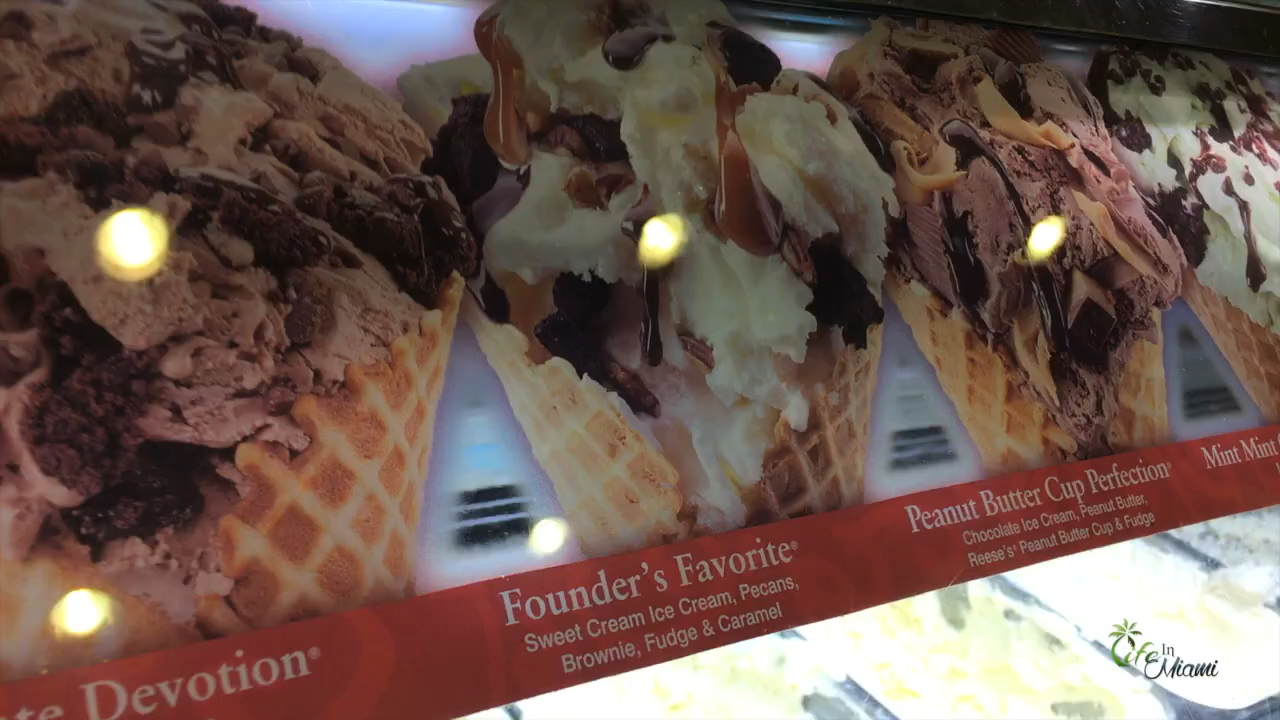 Devotion®
Founder's Favorite®
Sweet Cream Ice Cream, Pecans,
Brownie, Fudge & Caramel
Peanut Butter Cup Perfection®
Chocolate Ice Cream, Peanut Butter,
Reese's® Peanut Butter Cup & Fudge
Mint Mint
Life
In
Miami